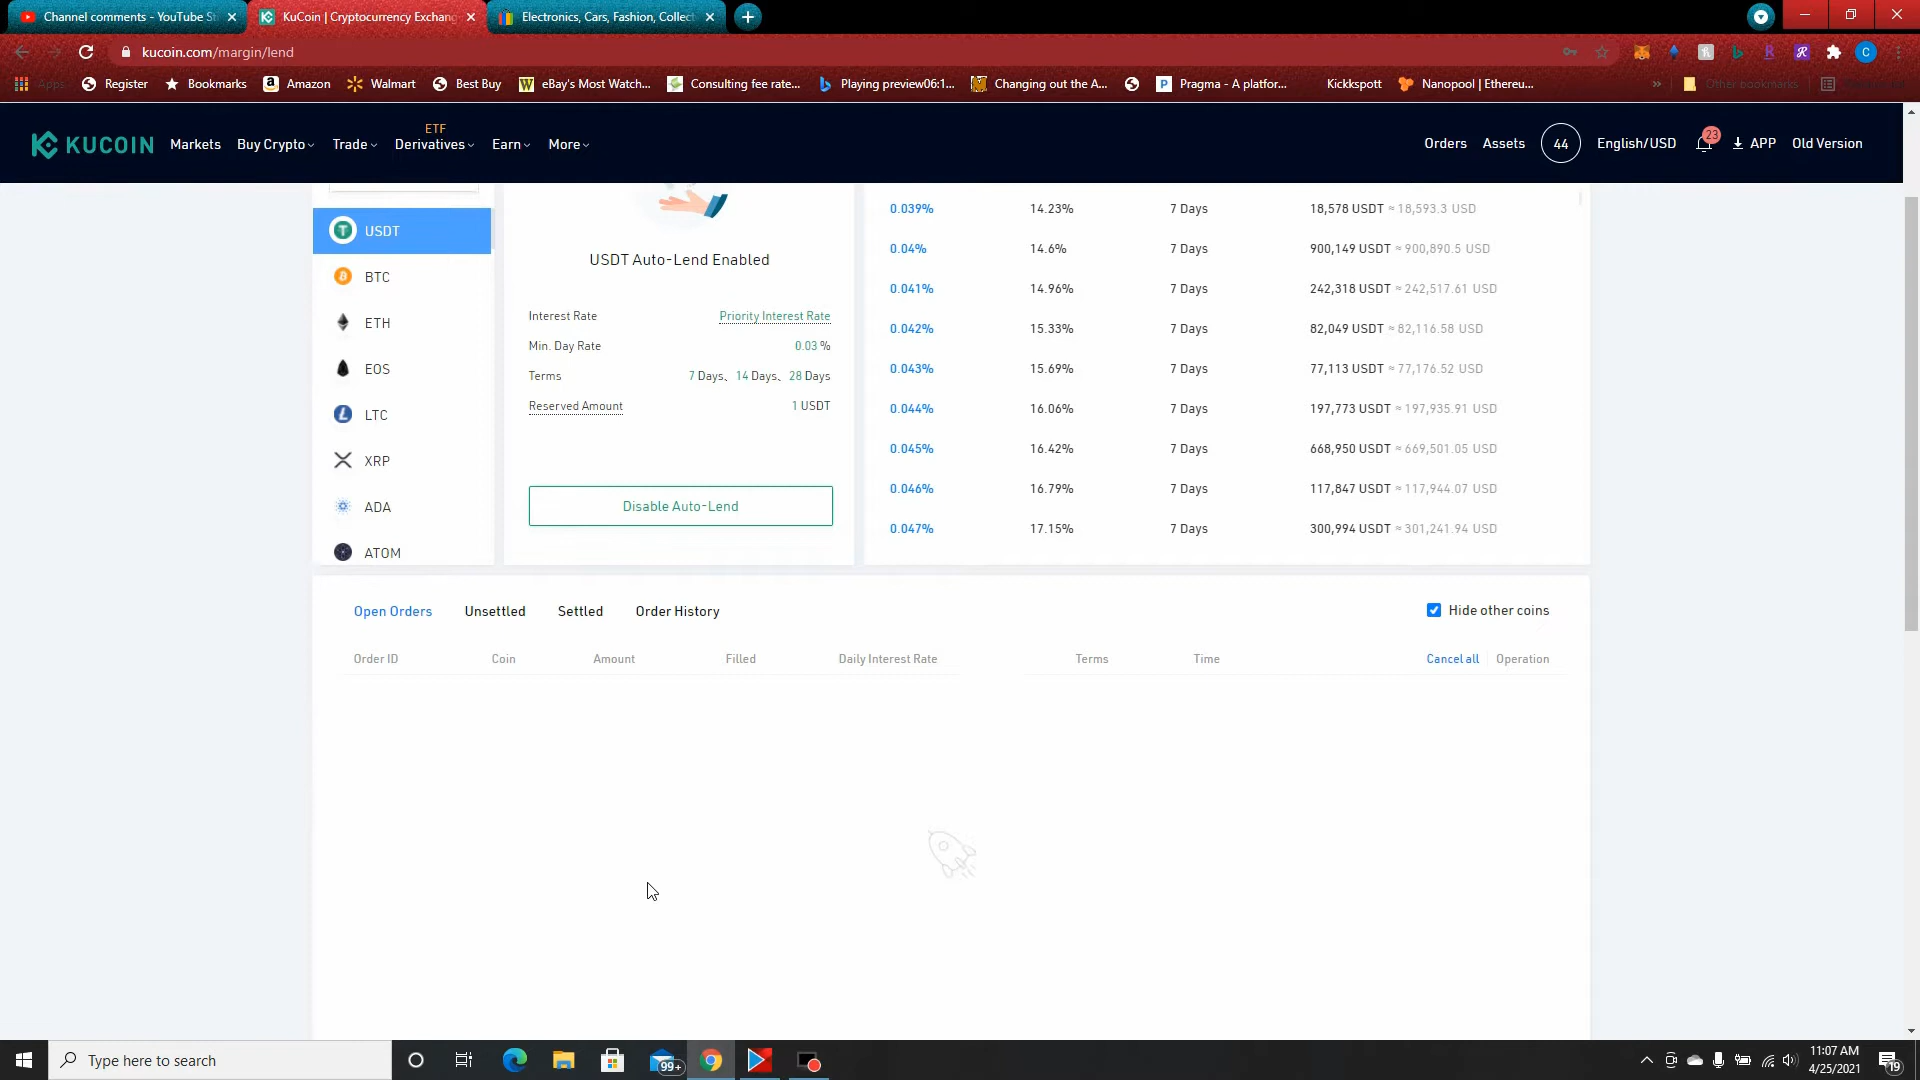 Channel comments - YouTube St
KuCoin | Cryptocurrency Exchang
Electronics, Cars, Fashion, Collect
kucoin.com/margin/lend
Apps
Register
Bookmarks
Amazon
Walmart
Best Buy
eBay's Most Watch...
Consulting fee rate...
Playing preview06:1...
Changing out the A...
Pragma - A platfor...
Kickkspott
Nanopool | Ethereu...
»
Other bookmarks
KUCOIN
Markets
Buy Crypto
Trade
ETF
Derivatives
Earn
More
Orders
Assets
44
English/USD
23
APP
Old Version
USDT
BTC
ETH
EOS
LTC
XRP
ADA
ATOM
USDT Auto-Lend Enabled
Interest Rate Priority Interest Rate
Min. Day Rate 0.03 %
Terms 7 Days、14 Days、28 Days
Reserved Amount 1 USDT
Disable Auto-Lend
0.039% 14.23% 7 Days 18,578 USDT ≈ 18,593.3 USD
0.04% 14.6% 7 Days 900,149 USDT ≈ 900,890.5 USD
0.041% 14.96% 7 Days 242,318 USDT ≈ 242,517.61 USD
0.042% 15.33% 7 Days 82,049 USDT ≈ 82,116.58 USD
0.043% 15.69% 7 Days 77,113 USDT ≈ 77,176.52 USD
0.044% 16.06% 7 Days 197,773 USDT ≈ 197,935.91 USD
0.045% 16.42% 7 Days 668,950 USDT ≈ 669,501.05 USD
0.046% 16.79% 7 Days 117,847 USDT ≈ 117,944.07 USD
0.047% 17.15% 7 Days 300,994 USDT ≈ 301,241.94 USD
Open Orders Unsettled Settled Order History
Hide other coins
Order ID Coin Amount Filled Daily Interest Rate Terms Time Cancel all Operation
Type here to search
99+
11:07 AM
4/25/2021
19